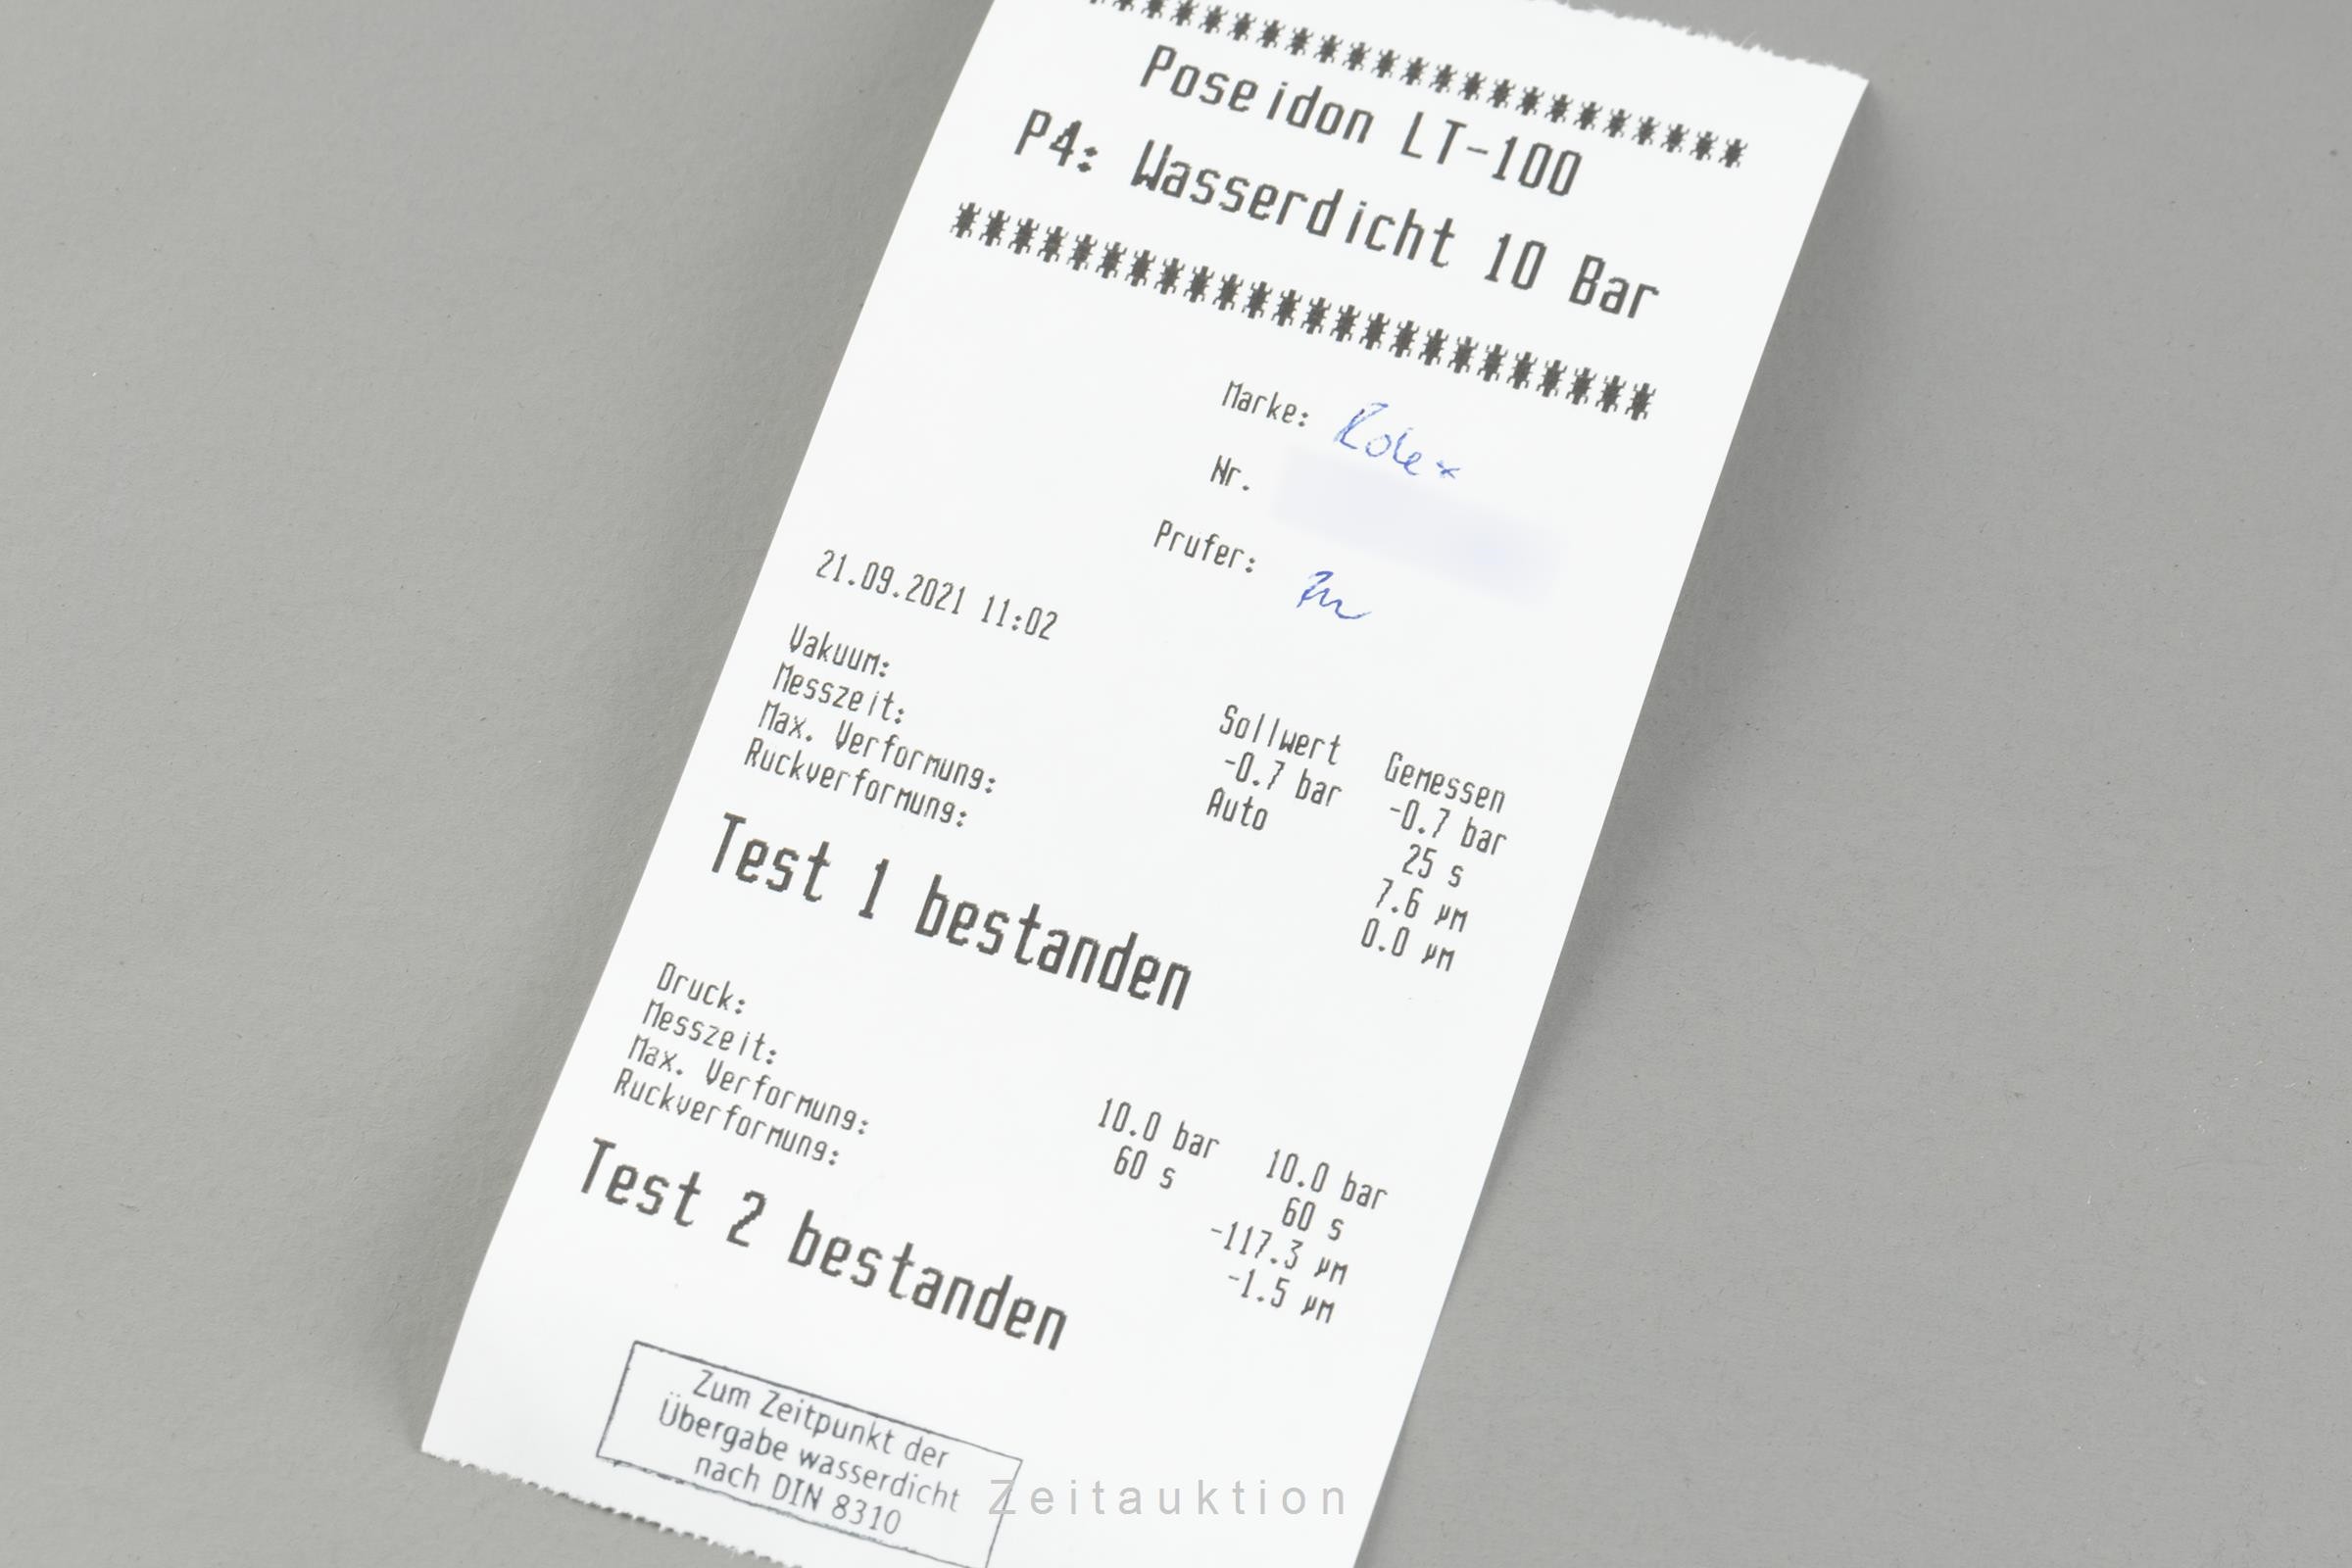 ************************
Poseidon LT-100
P4: Wasserdicht 10 Bar
************************
Marke: Rolex
Nr.
Prufer:
21.09.2021 11:02
Sollwert Gemessen
Vakuum: -0.7 bar -0.7 bar
Messzeit: Auto 25 s
Max. Verformung: 7.6 µm
Ruckverformung: 0.0 µm
Test 1 bestanden
Druck: 10.0 bar 10.0 bar
Messzeit: 60 s 60 s
Max. Verformung: -117.3 µm
Ruckverformung: -1.5 µm
Test 2 bestanden
Zum Zeitpunkt der
Übergabe wasserdicht
nach DIN 8310
Zeitauktion